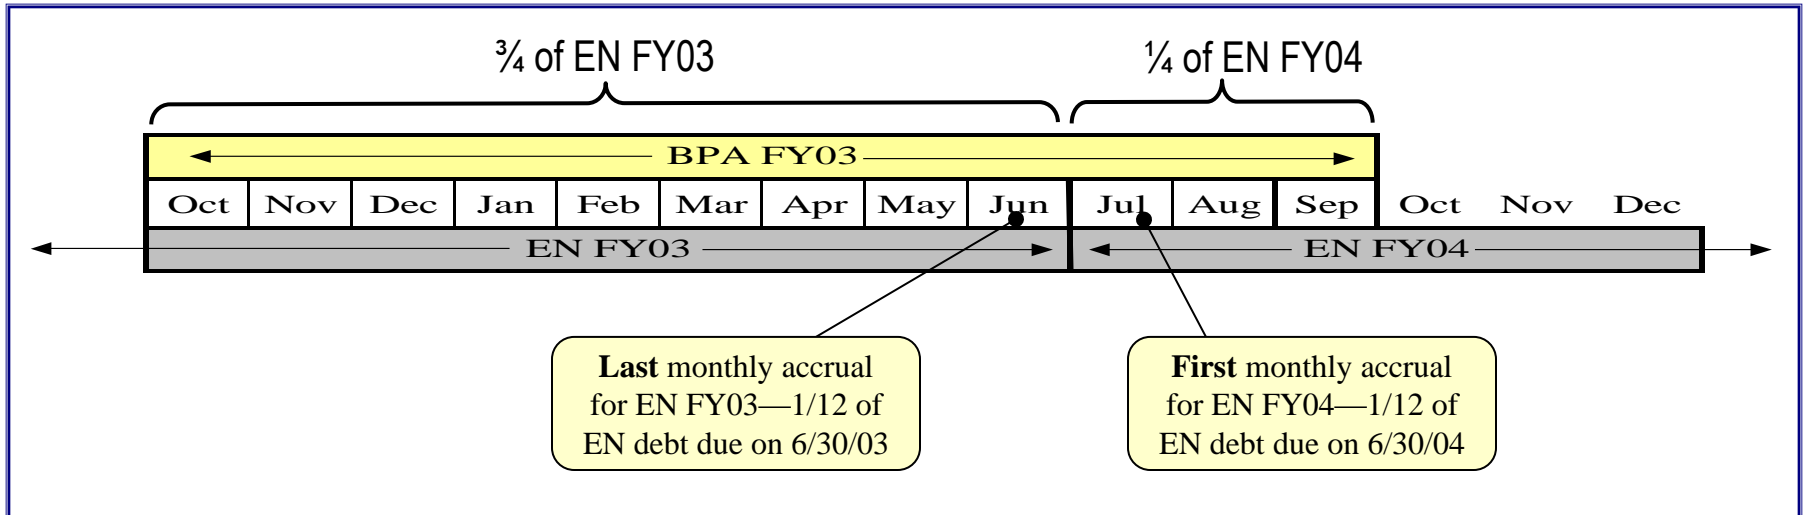 ¾ of EN FY03 ¼ of EN FY04
BPA FY03
Oct Nov Dec Jan Feb Mar Apr May Jun Jul Aug Sep Oct Nov Dec
EN FY03 EN FY04
Last monthly accrual
for EN FY03—1/12 of
EN debt due on 6/30/03
First monthly accrual
for EN FY04—1/12 of
EN debt due on 6/30/04